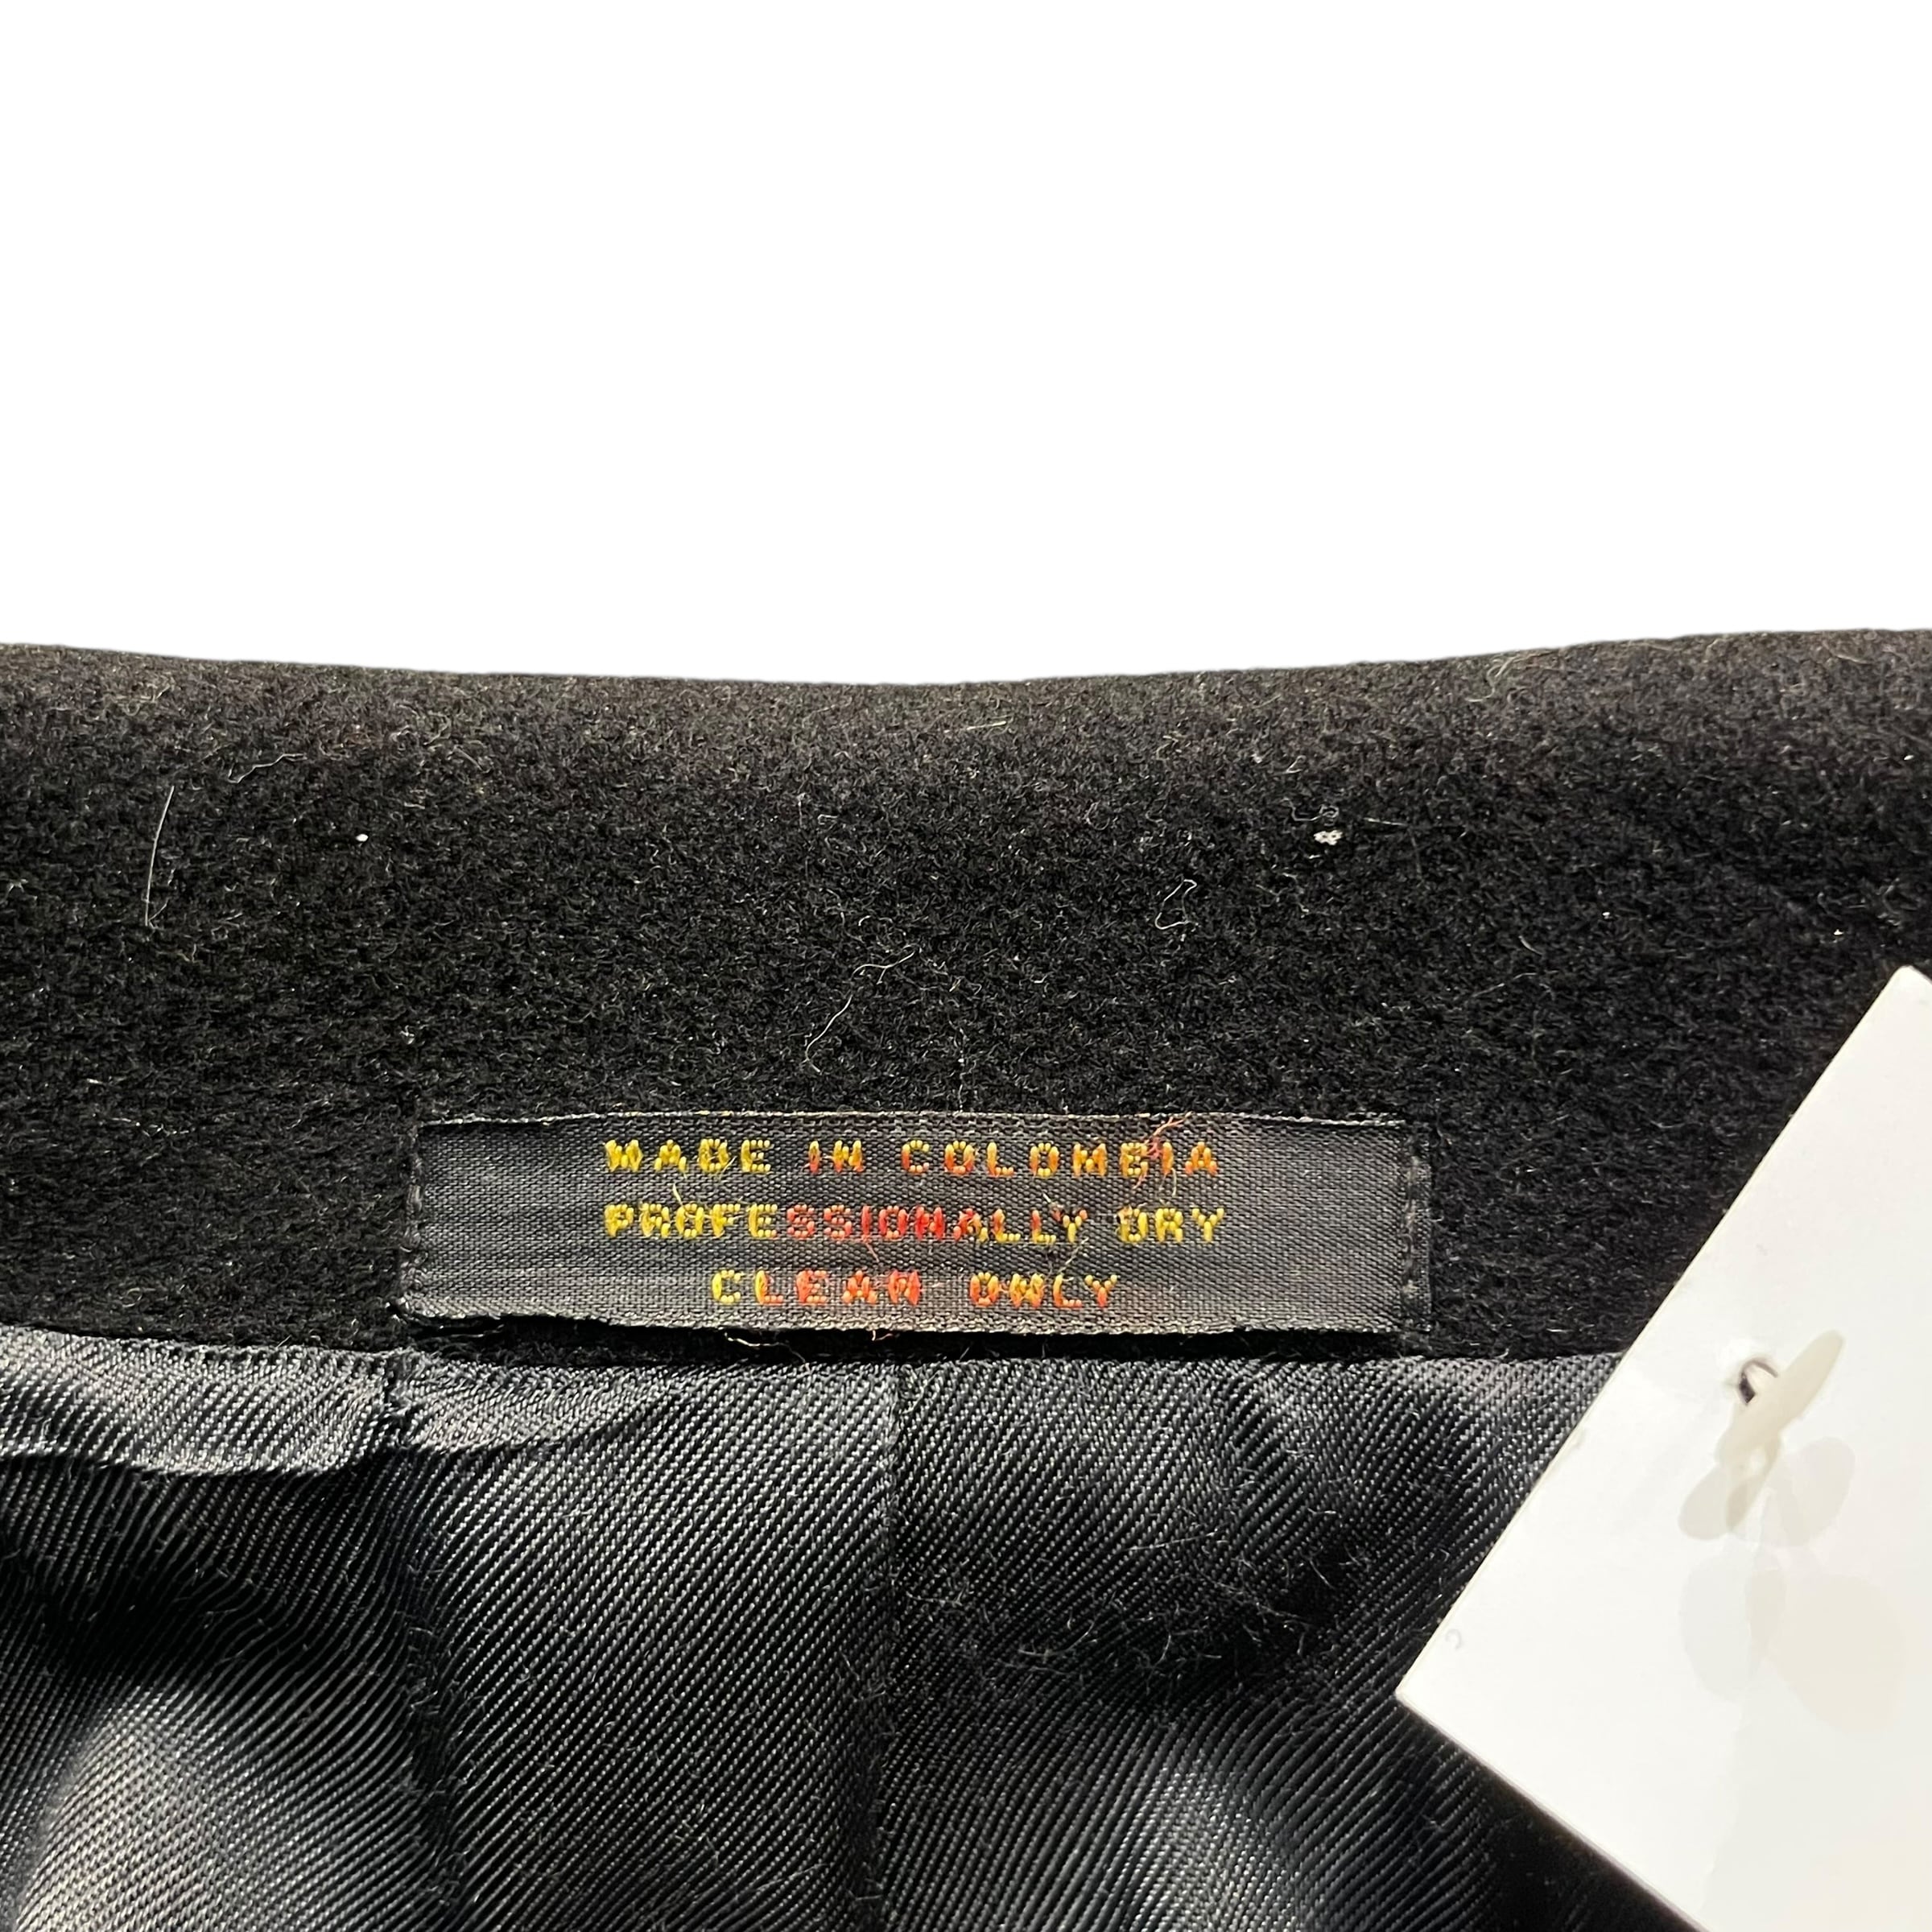 MADE IN COLOMBIA
PROFESSIONALLY DRY
CLEAN ONLY